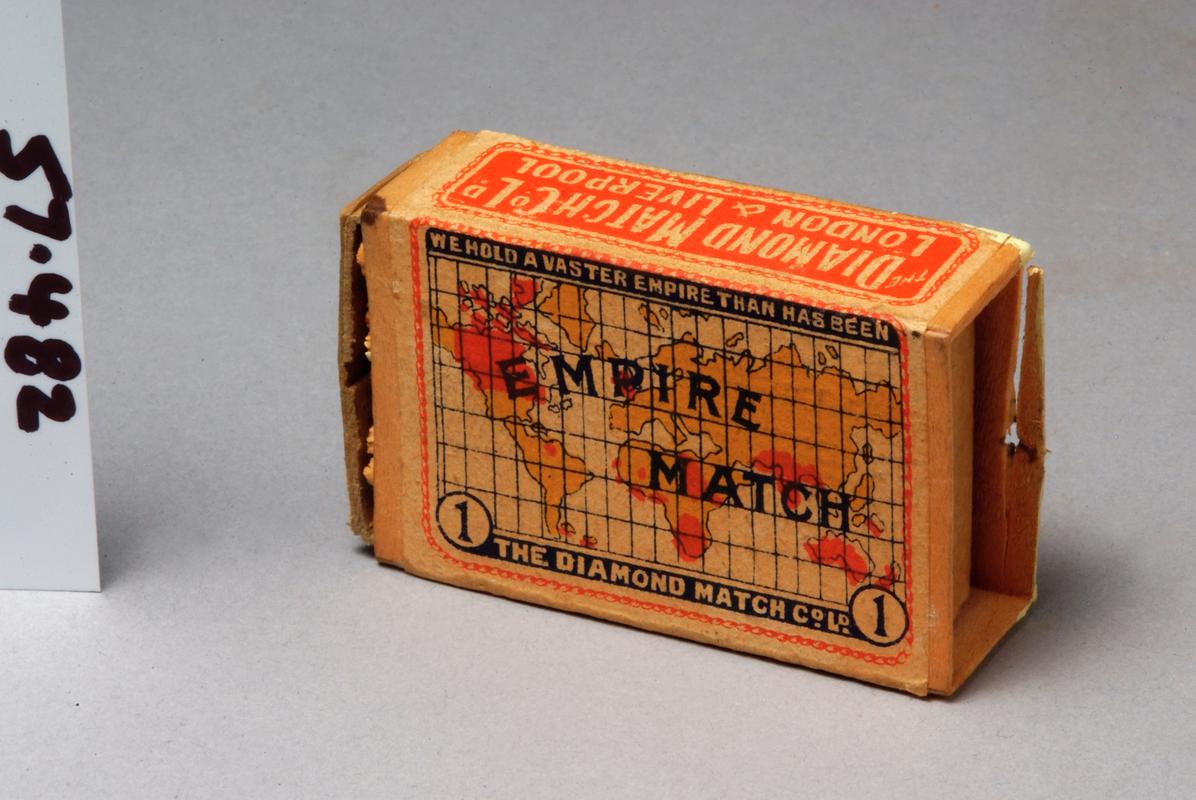 THE DIAMOND MATCH Co LD
LONDON & LIVERPOOL
WE HOLD A VASTER EMPIRE THAN HAS BEEN
EMPIRE
MATCH
1
THE DIAMOND MATCH Co LD.
1
57.482